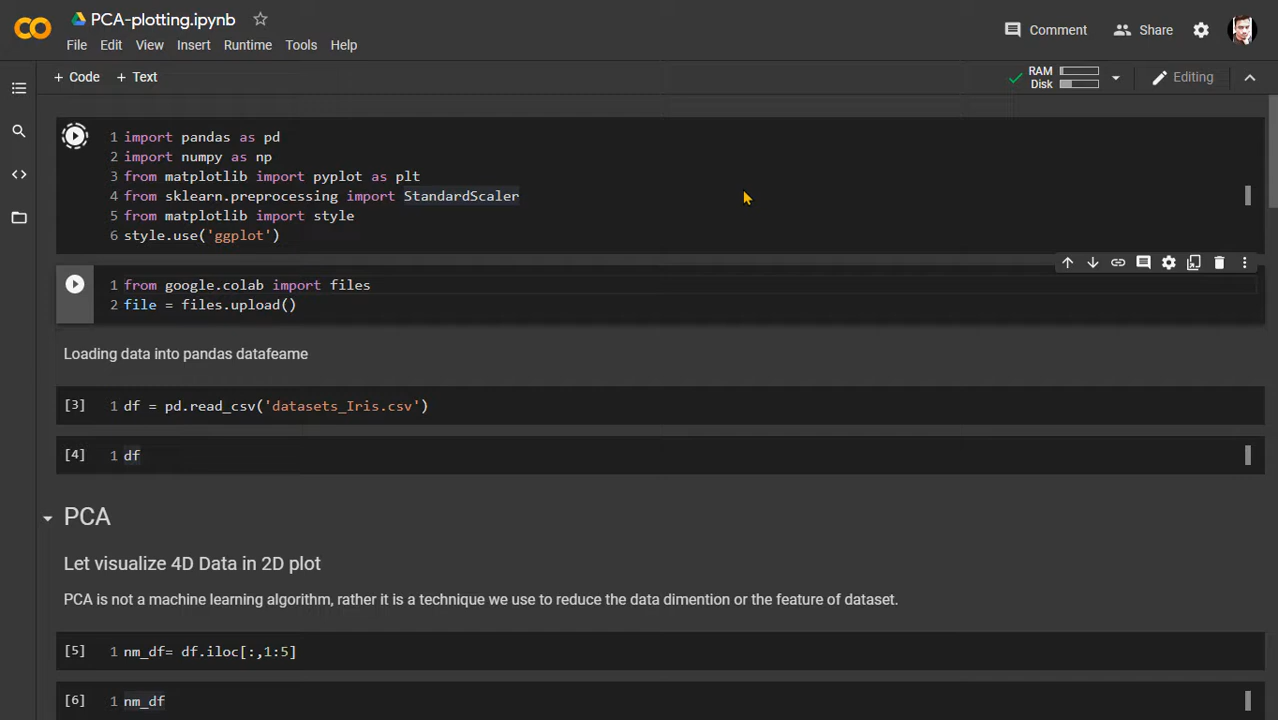 PCA-plotting.ipynb
Comment
Share
File Edit View Insert Runtime Tools Help
+ Code + Text
RAM
Disk
Editing
1 import pandas as pd
2 import numpy as np
3 from matplotlib import pyplot as plt
4 from sklearn.preprocessing import StandardScaler
5 from matplotlib import style
6 style.use('ggplot')
1 from google.colab import files
2 file = files.upload()
Loading data into pandas datafeame
[3] 1 df = pd.read_csv('datasets_Iris.csv')
[4] 1 df
PCA
Let visualize 4D Data in 2D plot
PCA is not a machine learning algorithm, rather it is a technique we use to reduce the data dimention or the feature of dataset.
[5] 1 nm_df= df.iloc[:,1:5]
[6] 1 nm_df